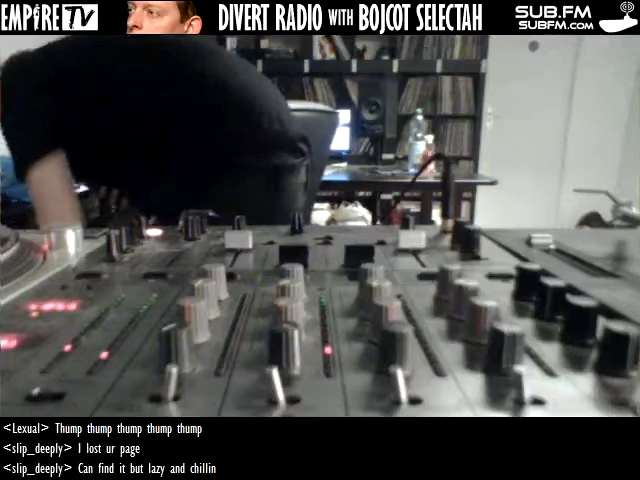 EMPIRE TV
DIVERT RADIO WITH BOJCOT SELECTAH
SUB.FM
SUBFM.COM
<Lexual> Thump thump thump thump thump
<slip_deeply> I lost ur page
<slip_deeply> Can find it but lazy and chillin